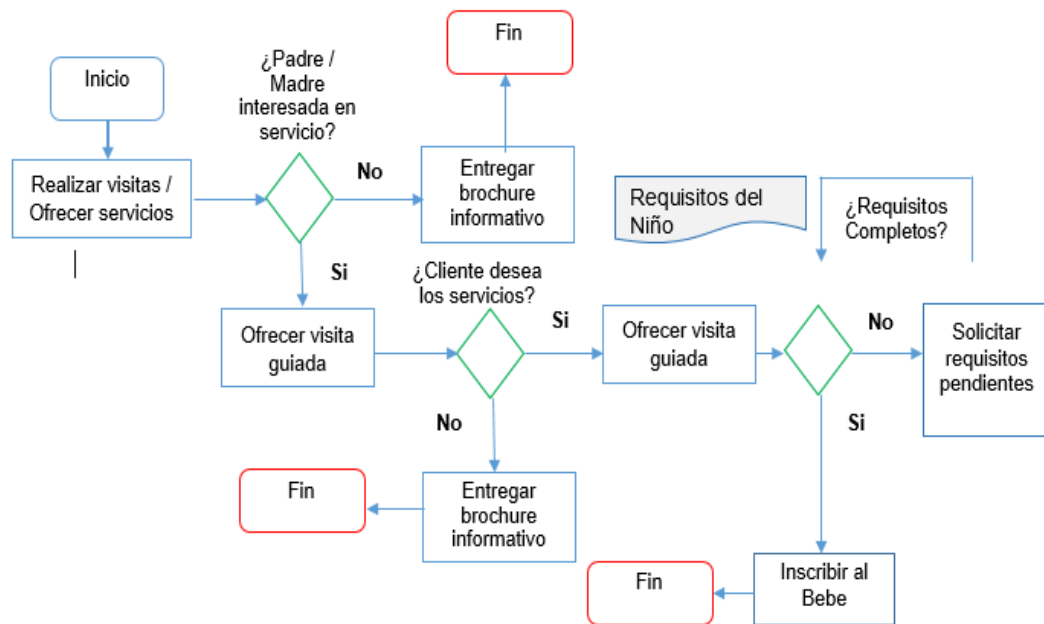 Inicio
¿Padre /
Madre
interesada en
servicio?
Fin
Realizar visitas /
Ofrecer servicios
No
Entregar
brochure
informativo
Requisitos del
Niño
¿Requisitos
Completos?
Si
¿Cliente desea
los servicios?
Ofrecer visita
guiada
Si
Ofrecer visita
guiada
No
Solicitar
requisitos
pendientes
No
Si
Fin
Entregar
brochure
informativo
Fin
Inscribir al
Bebe